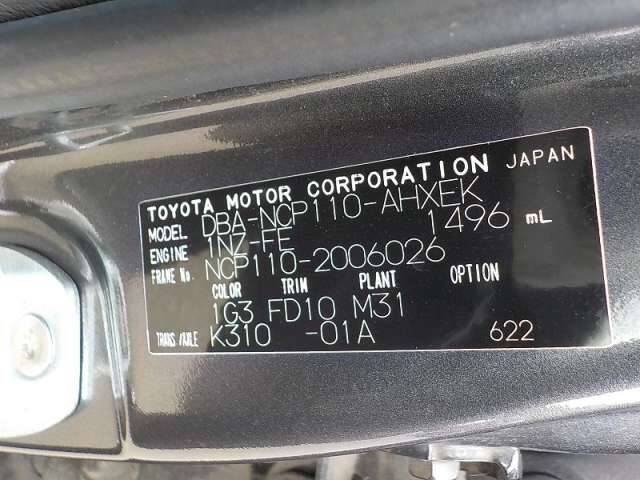 TOYOTA MOTOR CORPORATION JAPAN
MODEL DBA-NCP110-AHXEK
ENGINE 1NZ-FE 1496 mL
FRAME No. NCP110-2006026
COLOR TRIM PLANT OPTION
1G3 FD10 M31
TRANS/AXLE K310 -01A 622